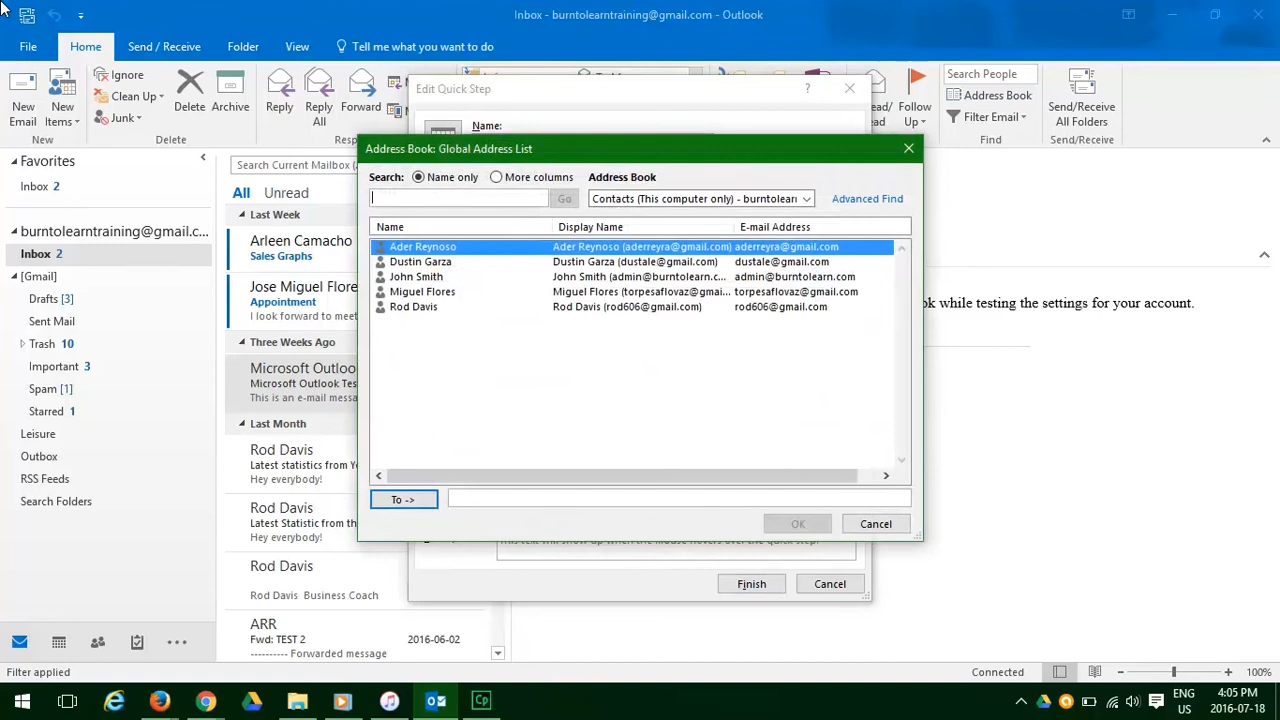 Inbox - burntolearntraining@gmail.com - Outlook
File Home Send / Receive Folder View Tell me what you want to do
New Email
New Items
Ignore
Clean Up
Junk
Delete
Archive
Reply
Reply All
Forward
Follow Up
Search People
Address Book
Filter Email
Send/Receive All Folders
New Delete Find Send/Receive
Edit Quick Step ?
Name:
Address Book: Global Address List
Search: Name only More columns Address Book
Go Contacts (This computer only) - burntolearn Advanced Find
Name Display Name E-mail Address
Ader Reynoso Ader Reynoso (aderreyra@gmail.com) aderreyra@gmail.com
Dustin Garza Dustin Garza (dustale@gmail.com) dustale@gmail.com
John Smith John Smith (admin@burntolearn.c... admin@burntolearn.com
Miguel Flores Miguel Flores (torpesaflovaz@gmai... torpesaflovaz@gmail.com
Rod Davis Rod Davis (rod606@gmail.com) rod606@gmail.com
To ->
OK Cancel
Finish Cancel
Favorites
Inbox 2
burntolearntraining@gmail.c...
Inbox 2
[Gmail]
Drafts [3]
Sent Mail
Trash 10
Important 3
Spam [1]
Starred 1
Leisure
Outbox
RSS Feeds
Search Folders
Search Current Mailbox
All Unread
Last Week
Arleen Camacho
Sales Graphs
Jose Miguel Flore
Appointment
I look forward to meet
Three Weeks Ago
Microsoft Outloo
Microsoft Outlook Tes
This is an e-mail messa
Last Month
Rod Davis
Latest statistics from Yo
Hey everybody!
Rod Davis
Latest Statistic from th
Hey everybody!
Rod Davis
Rod Davis Business Coach
ARR
Fwd: TEST 2 2016-06-02
---------- Forwarded message
ok while testing the settings for your account.
Filter applied Connected 100%
ENG 4:05 PM
US 2016-07-18